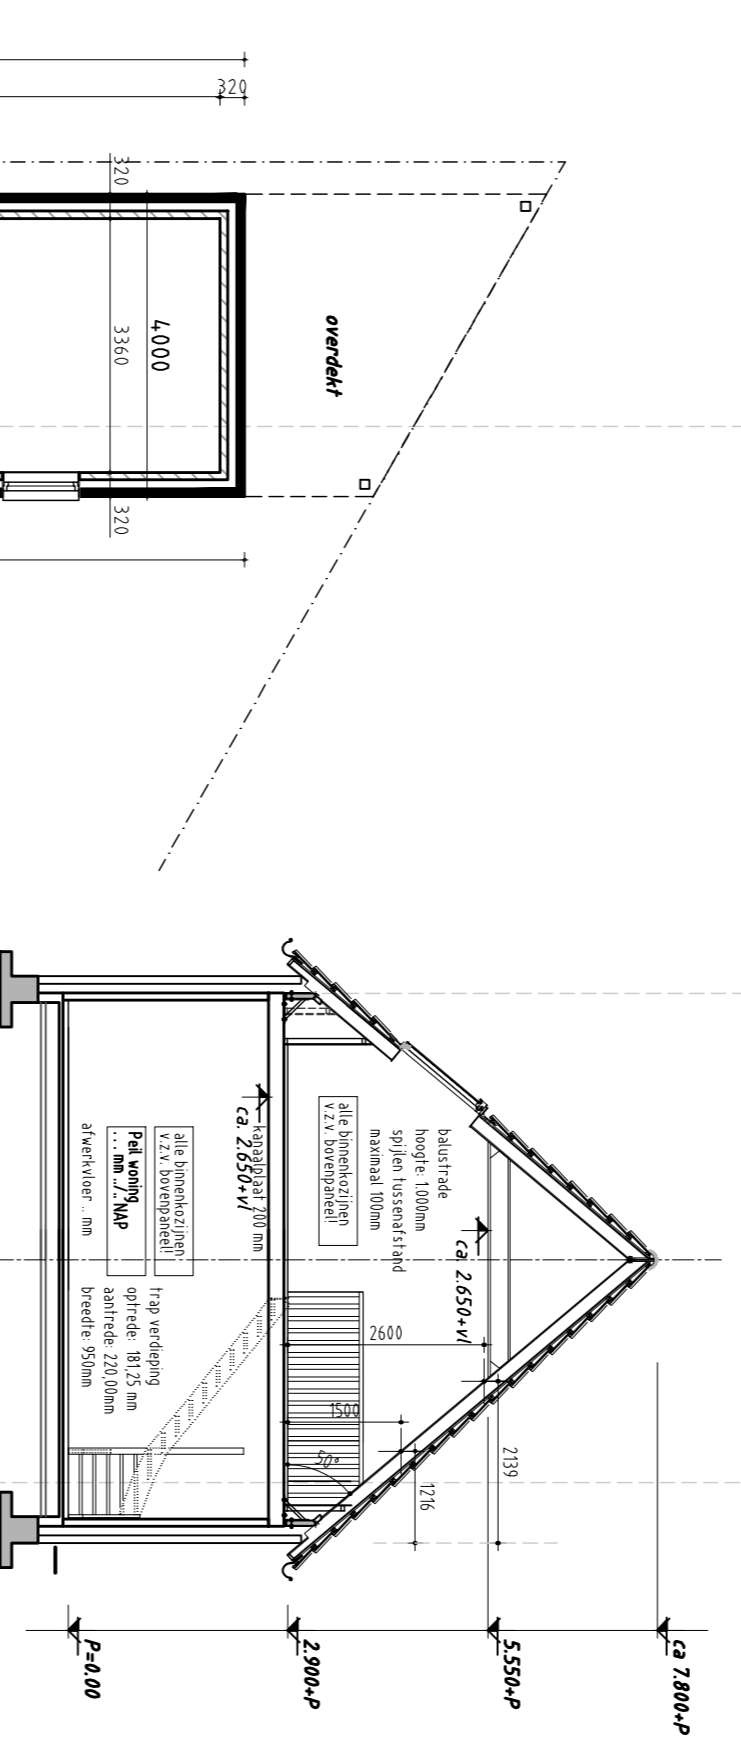 320
320
4000
3360
overdekt
320
balustrade
hoogte: 1.000mm
spijlen tussenafstand
maximaal 100mm
alle binnenkozijnen
v.z.v. bovenpaneel!
kanaalplaat 200 mm
ca. 2.650+vl
alle binnenkozijnen
v.z.v. bovenpaneel!
Peil woning
... mm ./. NAP
afwerkvloer .. mm
ca. 2.650+vl
trap verdieping
optrede: 181,25 mm
aantrede: 220,00mm
breedte: 950mm
2600
1500
50°
2139
1216
ca 7.800+P
5.550+P
2.900+P
P=0.00